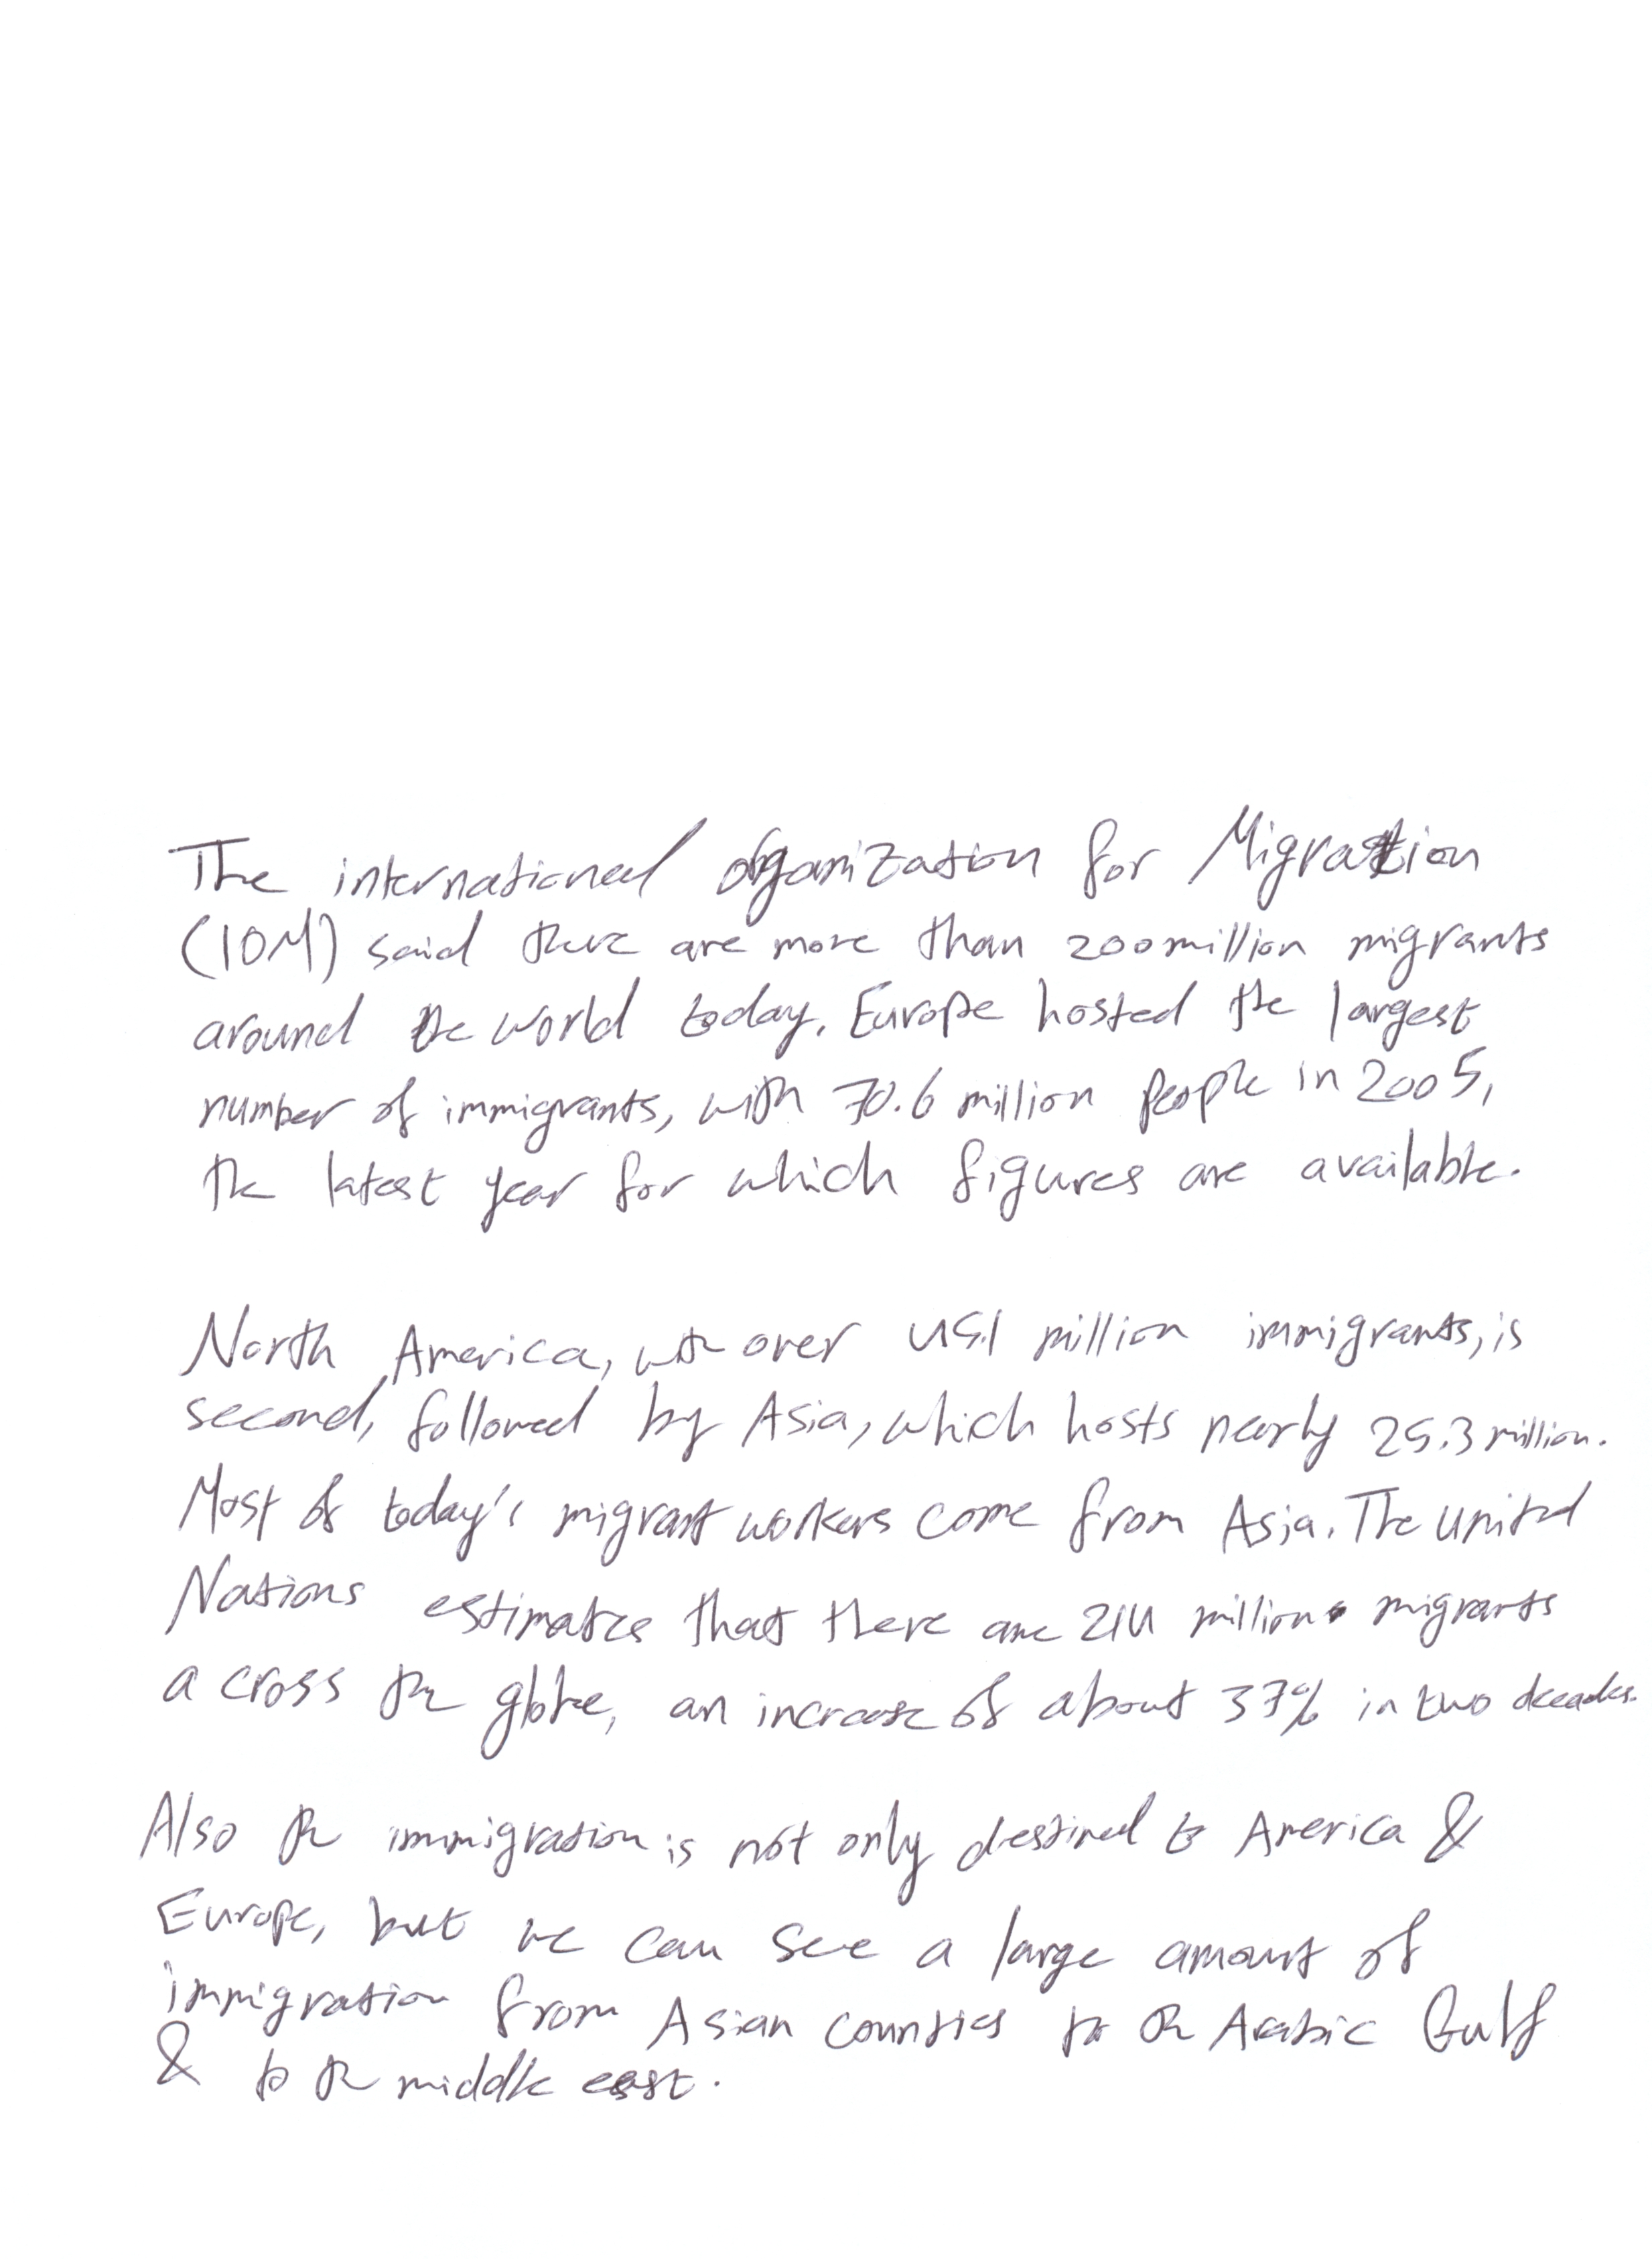 The international organization for Migration
(IOM) said there are more than 200 million migrants
around the world today. Europe hosted the largest
number of immigrants, with 70.6 million people in 2005,
the latest year for which figures are available.
North America, with over 45.1 million immigrants, is
second, followed by Asia, which hosts nearly 25.3 million.
Most of today's migrant workers come from Asia. The united
Nations estimates that there are 214 million migrants
a cross the globe, an increase of about 37% in two decades.
Also the immigration is not only destined to America &
Europe, but we can see a large amount of
immigration from Asian counties to the Arabic Gulf
& to the middle east.